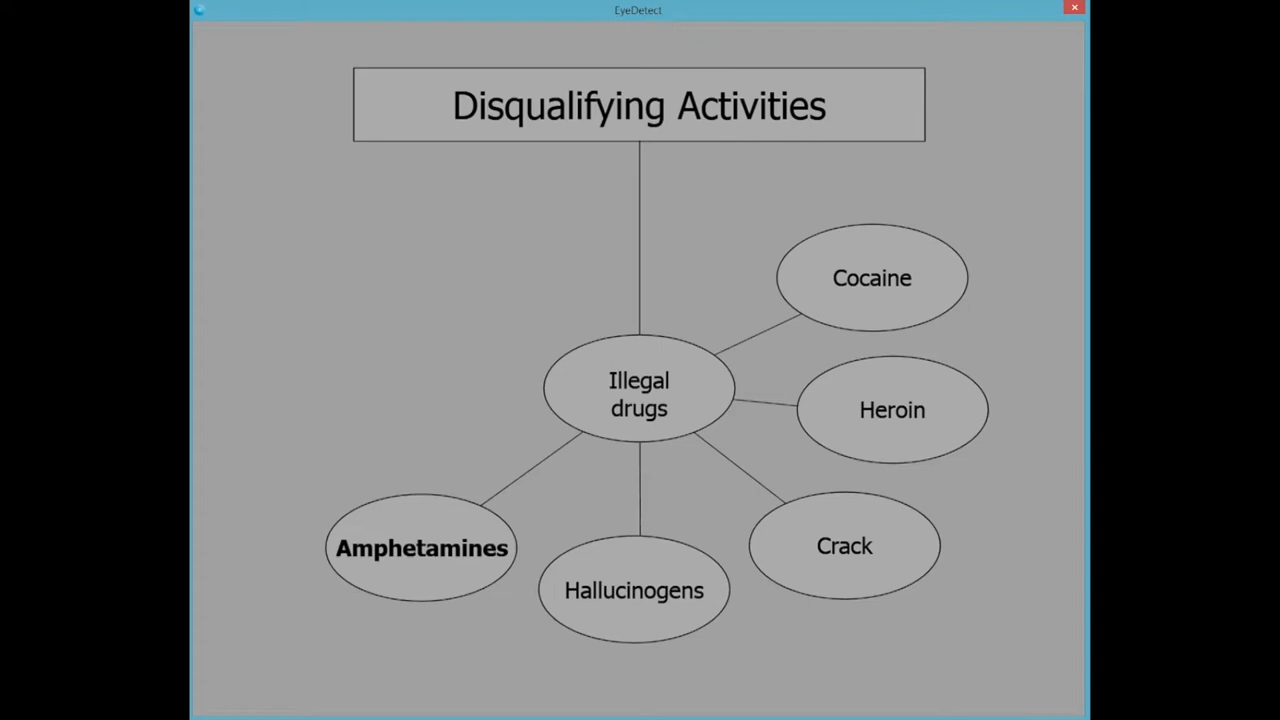 EyeDetect
Disqualifying Activities
Cocaine
Illegal
drugs
Heroin
Crack
Amphetamines
Hallucinogens